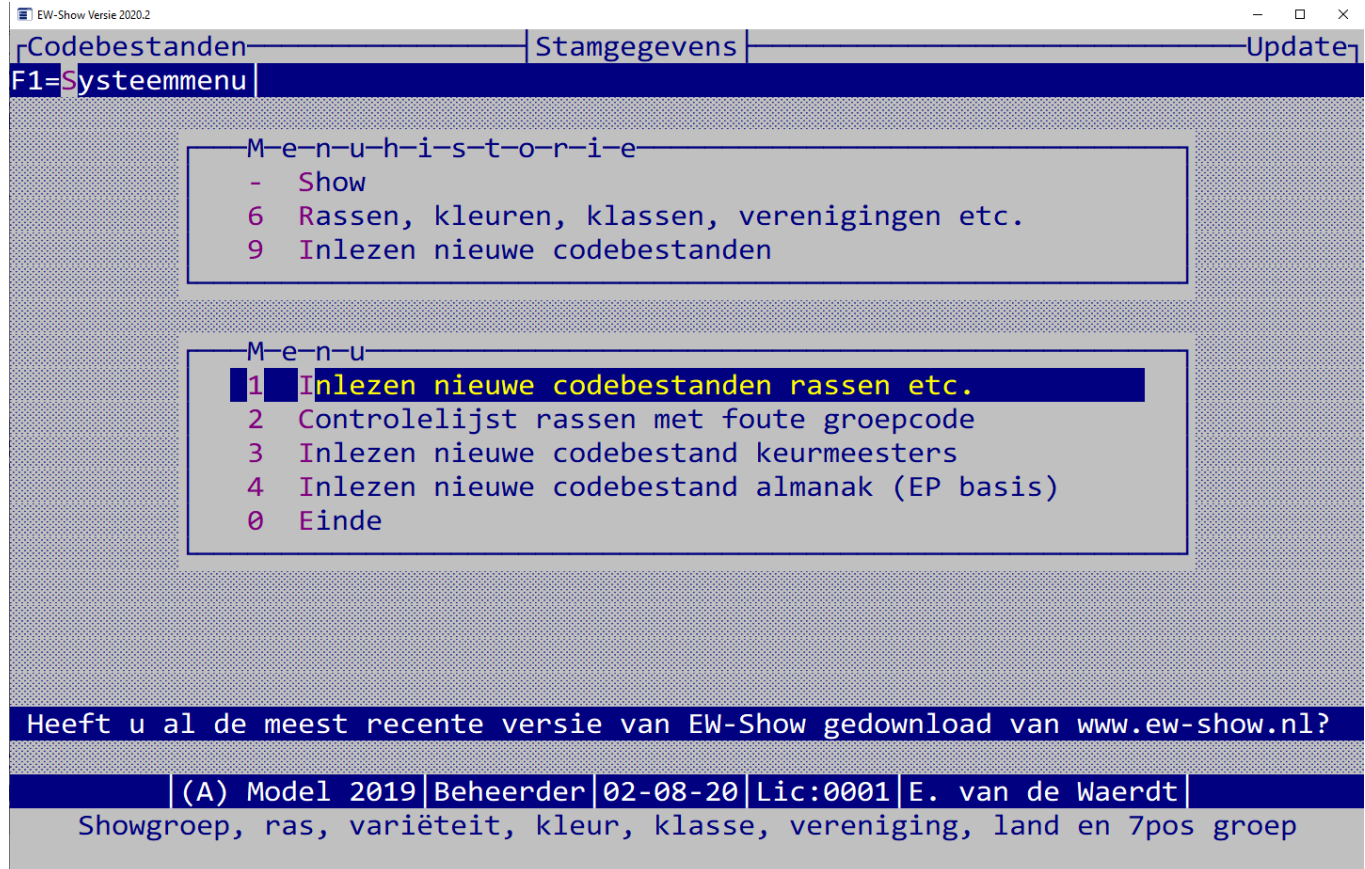 EW-Show Versie 2020.2
Codebestanden Stamgegevens Update
F1=Systeemmenu
M-e-n-u-h-i-s-t-o-r-i-e
- Show
6 Rassen, kleuren, klassen, verenigingen etc.
9 Inlezen nieuwe codebestanden
M-e-n-u
1 Inlezen nieuwe codebestanden rassen etc.
2 Controlelijst rassen met foute groepcode
3 Inlezen nieuwe codebestand keurmeesters
4 Inlezen nieuwe codebestand almanak (EP basis)
0 Einde
Heeft u al de meest recente versie van EW-Show gedownload van www.ew-show.nl?
|(A) Model 2019|Beheerder|02-08-20|Lic:0001|E. van de Waerdt|
Showgroep, ras, variëteit, kleur, klasse, vereniging, land en 7pos groep